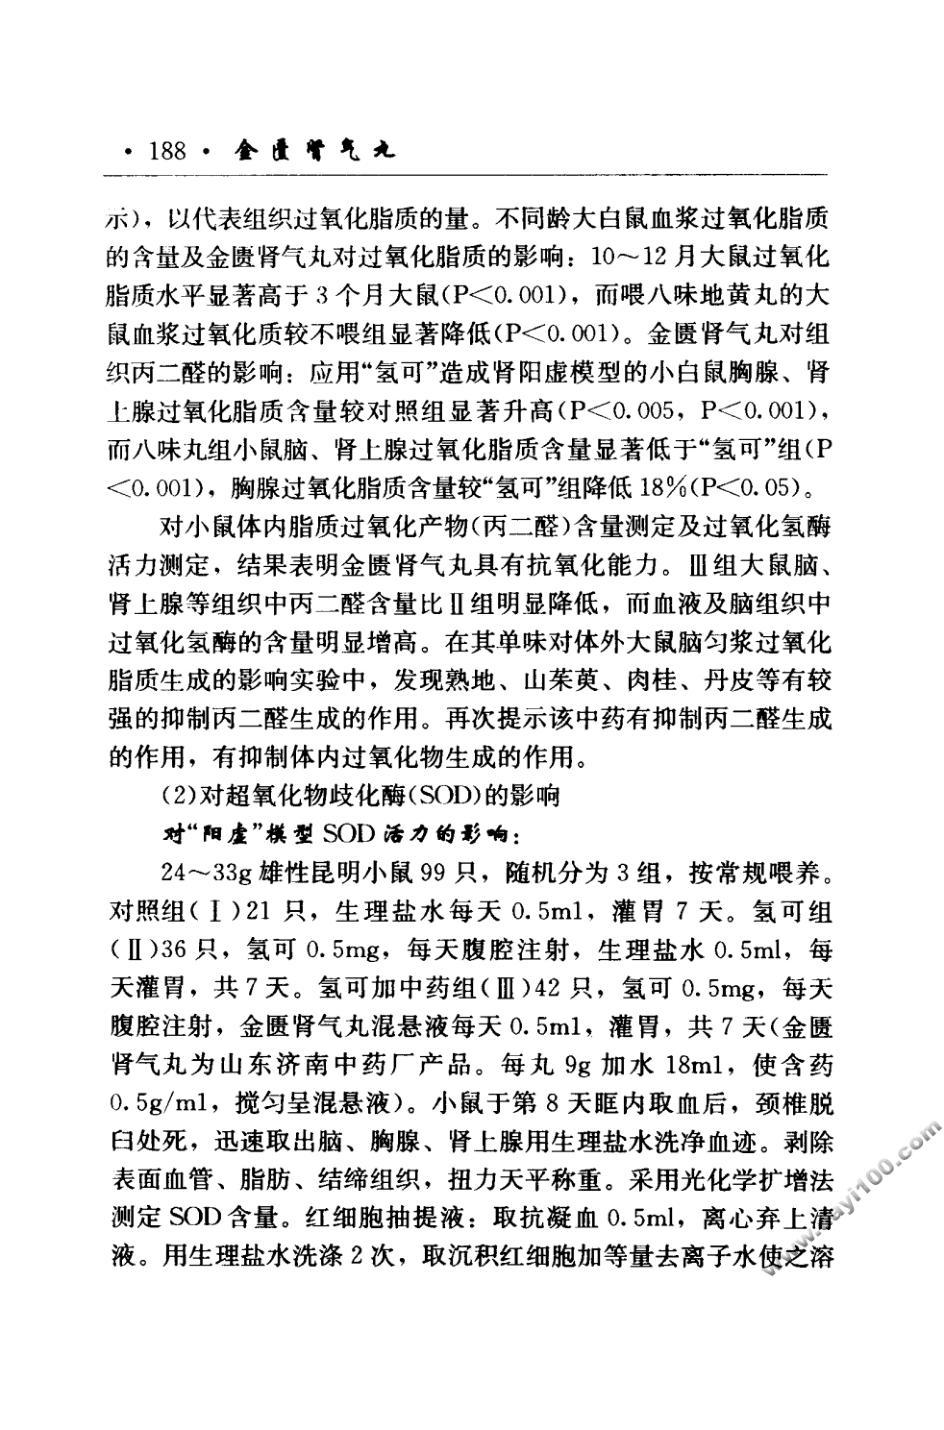 · 188 · 金匮肾气丸
示)，以代表组织过氧化脂质的量。不同龄大白鼠血浆过氧化脂质
的含量及金匮肾气丸对过氧化脂质的影响：10～12 月大鼠过氧化
脂质水平显著高于 3 个月大鼠(P<0.001)，而喂八味地黄丸的大
鼠血浆过氧化质较不喂组显著降低(P<0.001)。金匮肾气丸对组
织丙二醛的影响：应用“氢可”造成肾阳虚模型的小白鼠胸腺、肾
上腺过氧化脂质含量较对照组显著升高(P<0.005，P<0.001)，
而八味丸组小鼠脑、肾上腺过氧化脂质含量显著低于“氢可”组(P
<0.001)，胸腺过氧化脂质含量较“氢可”组降低 18%(P<0.05)。
对小鼠体内脂质过氧化产物(丙二醛)含量测定及过氧化氢酶
活力测定，结果表明金匮肾气丸具有抗氧化能力。Ⅲ组大鼠脑、
肾上腺等组织中丙二醛含量比Ⅱ组明显降低，而血液及脑组织中
过氧化氢酶的含量明显增高。在其单味对体外大鼠脑匀浆过氧化
脂质生成的影响实验中，发现熟地、山茱萸、肉桂、丹皮等有较
强的抑制丙二醛生成的作用。再次提示该中药有抑制丙二醛生成
的作用，有抑制体内过氧化物生成的作用。
(2)对超氧化物歧化酶(SOD)的影响
对“阳虚”模型 SOD 活力的影响：
24～33g 雄性昆明小鼠 99 只，随机分为 3 组，按常规喂养。
对照组(Ⅰ)21 只，生理盐水每天 0.5ml，灌胃 7 天。氢可组
(Ⅱ)36 只，氢可 0.5mg，每天腹腔注射，生理盐水 0.5ml，每
天灌胃，共 7 天。氢可加中药组(Ⅲ)42 只，氢可 0.5mg，每天
腹腔注射，金匮肾气丸混悬液每天 0.5ml，灌胃，共 7 天(金匮
肾气丸为山东济南中药厂产品。每丸 9g 加水 18ml，使含药
0.5g/ml，搅匀呈混悬液)。小鼠于第 8 天眶内取血后，颈椎脱
臼处死，迅速取出脑、胸腺、肾上腺用生理盐水洗净血迹。剥除
表面血管、脂肪、结缔组织，扭力天平称重。采用光化学扩增法
测定 SOD 含量。红细胞抽提液：取抗凝血 0.5ml，离心弃上清
液。用生理盐水洗涤 2 次，取沉积红细胞加等量去离子水使之溶